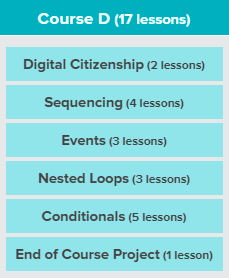 Course D (17 lessons)
Digital Citizenship (2 lessons)
Sequencing (4 lessons)
Events (3 lessons)
Nested Loops (3 lessons)
Conditionals (5 lessons)
End of Course Project (1 lesson)